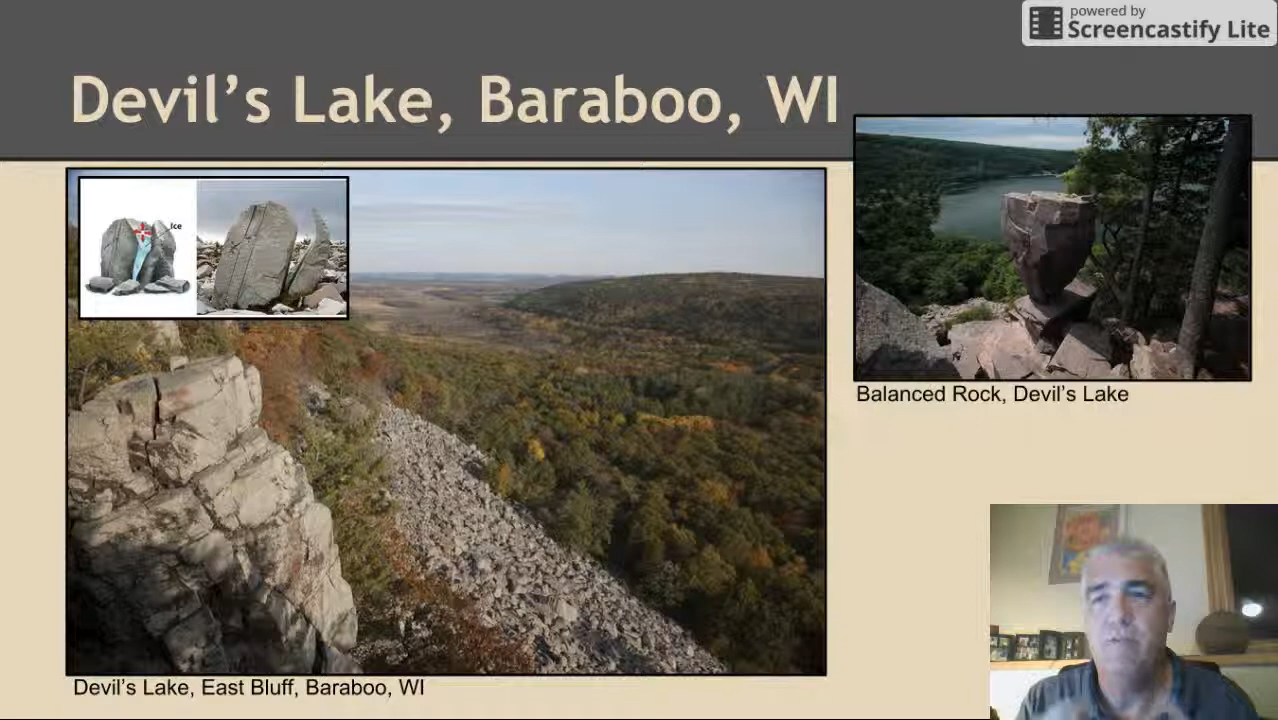 powered by
Screencastify Lite
Devil's Lake, Baraboo, WI
Ice
Balanced Rock, Devil's Lake
Devil's Lake, East Bluff, Baraboo, WI